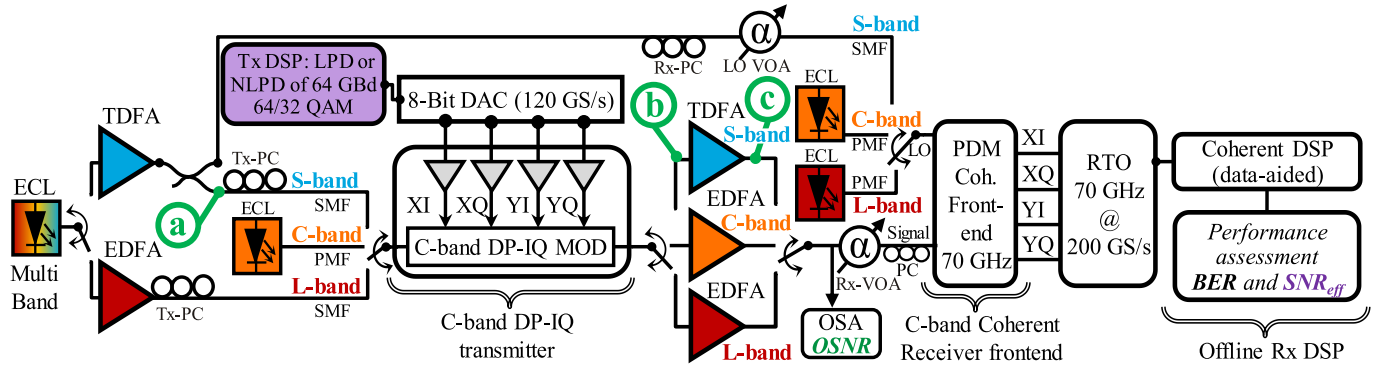 S-band
SMF
α
LO VOA
Rx-PC
Tx DSP: LPD or
NLPD of 64 GBd
64/32 QAM
8-Bit DAC (120 GS/s)
b
c
TDFA
TDFA
S-band
ECL
C-band
PMF
LO
ECL
PMF
L-band
ECL
Multi
Band
Tx-PC
S-band
SMF
a
ECL
C-band
PMF
L-band
SMF
EDFA
Tx-PC
XI
XQ
YI
YQ
C-band DP-IQ MOD
C-band DP-IQ
transmitter
EDFA
C-band
EDFA
L-band
α
Rx-VOA
Signal
PC
OSA
OSNR
PDM
Coh.
Front-
end
70 GHz
XI
XQ
YI
YQ
C-band Coherent
Receiver frontend
RTO
70 GHz
@
200 GS/s
Coherent DSP
(data-aided)
Performance
assessment
BER and SNReff
Offline Rx DSP